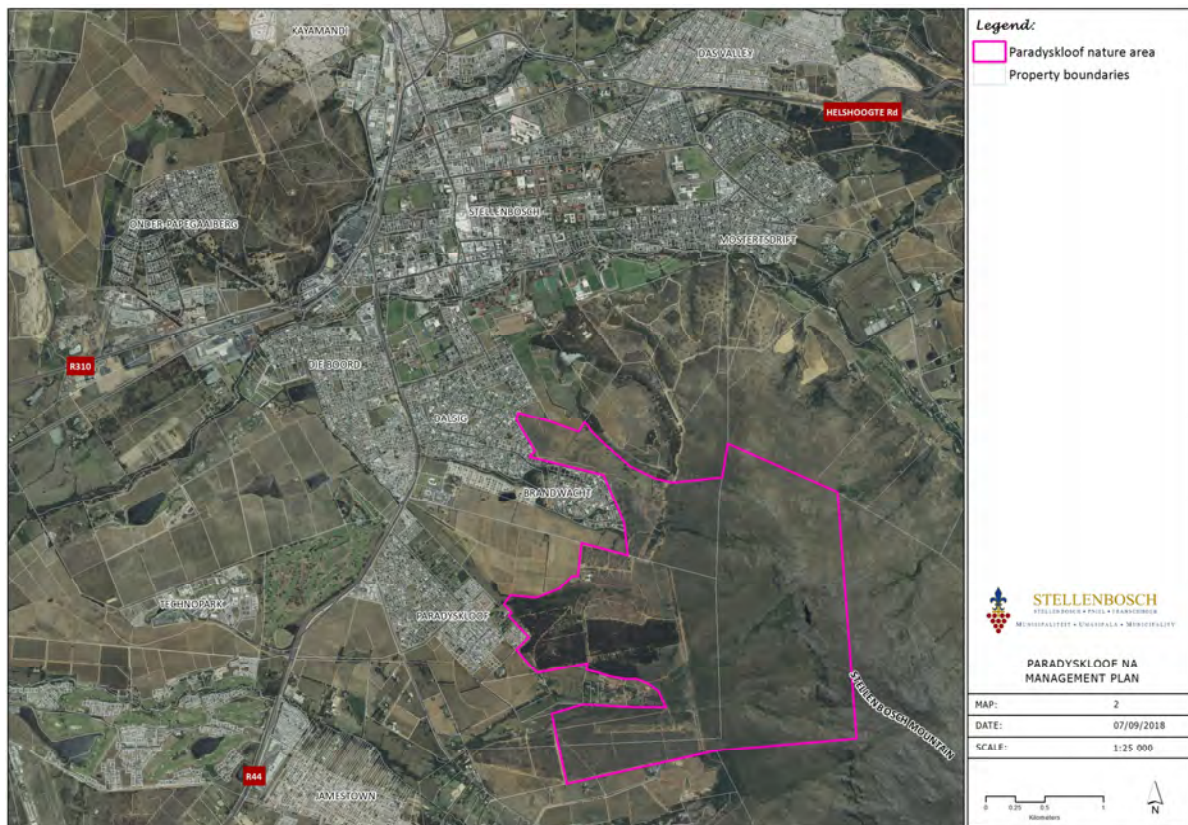 KAYAMANDI
DAS VALLEY
HELSHOOGTE Rd
ONDER-PAPEGAAIBERG
STELLENBOSCH
MOSTERTSDRIFT
R310
DIE BOORD
DALSIG
BRANDWACHT
TECHNOPARK
PARADYSKLOOF
STELLENBOSCH MOUNTAIN
R44
JAMESTOWN
Legend:
Paradyskloof nature area
Property boundaries
STELLENBOSCH
STELLENBOSCH • PNIEL • FRANSCHHOEK
MUNISIPALITEIT • UMASIPALA • MUNICIPALITY
PARADYSKLOOF NA
MANAGEMENT PLAN
MAP: 2
DATE: 07/09/2018
SCALE: 1:25 000
0 0.25 0.5 1
Kilometers
N